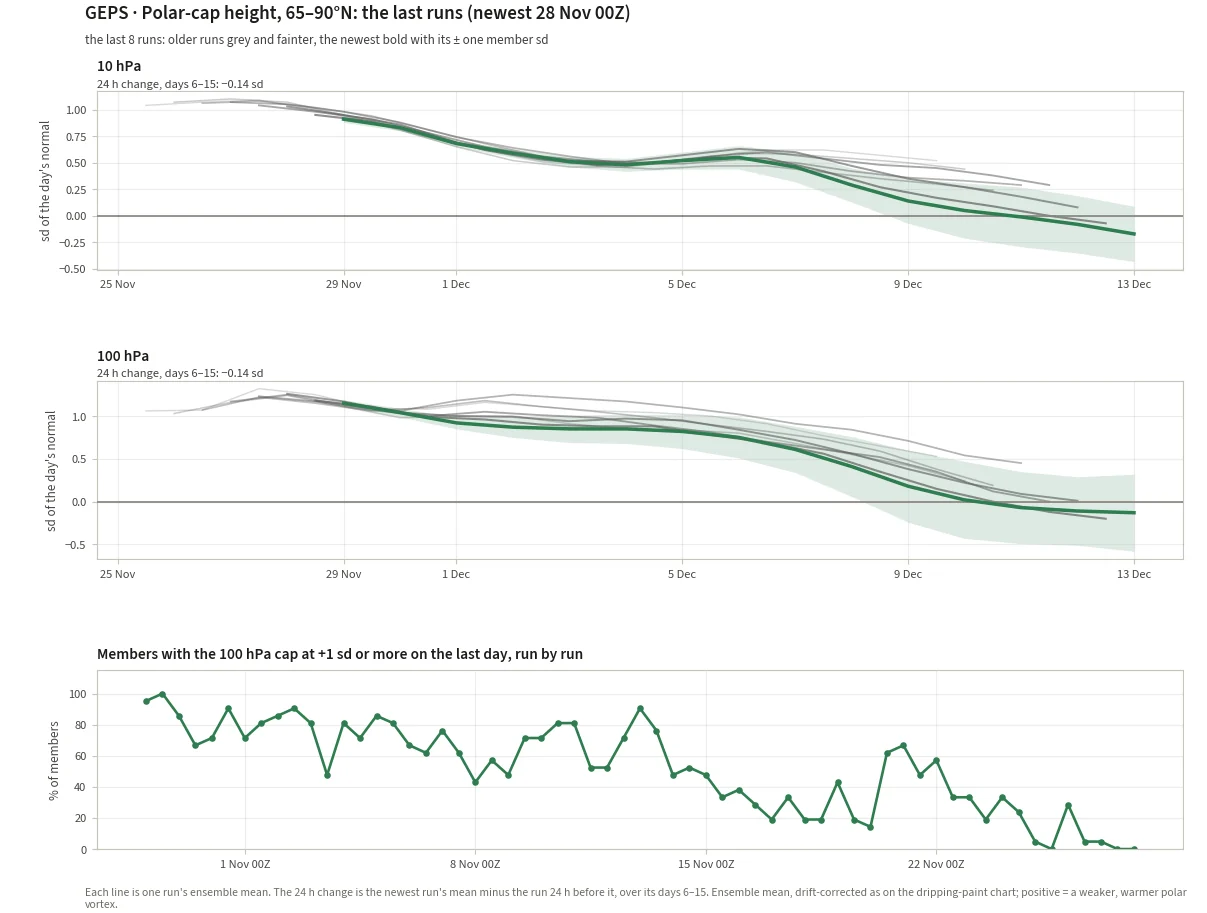 GEPS · Polar-cap height, 65–90°N: the last runs (newest 28 Nov 00Z)
the last 8 runs: older runs grey and fainter, the newest bold with its ± one member sd
10 hPa
24 h change, days 6–15: −0.14 sd
sd of the day's normal
1.00
0.75
0.50
0.25
0.00
−0.25
−0.50
25 Nov
29 Nov
1 Dec
5 Dec
9 Dec
13 Dec
100 hPa
24 h change, days 6–15: −0.14 sd
sd of the day's normal
1.0
0.5
0.0
−0.5
25 Nov
29 Nov
1 Dec
5 Dec
9 Dec
13 Dec
Members with the 100 hPa cap at +1 sd or more on the last day, run by run
% of members
100
80
60
40
20
0
1 Nov 00Z
8 Nov 00Z
15 Nov 00Z
22 Nov 00Z
Each line is one run's ensemble mean. The 24 h change is the newest run's mean minus the run 24 h before it, over its days 6–15. Ensemble mean, drift-corrected as on the dripping-paint chart; positive = a weaker, warmer polar
vortex.